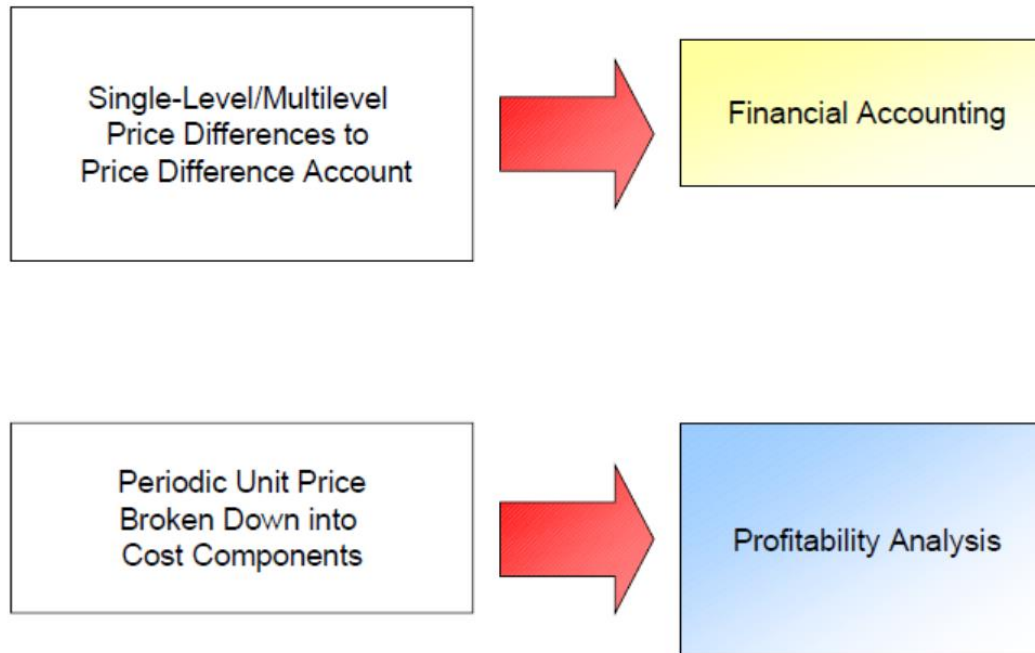 Single-Level/Multilevel
Price Differences to
Price Difference Account
Financial Accounting
Periodic Unit Price
Broken Down into
Cost Components
Profitability Analysis